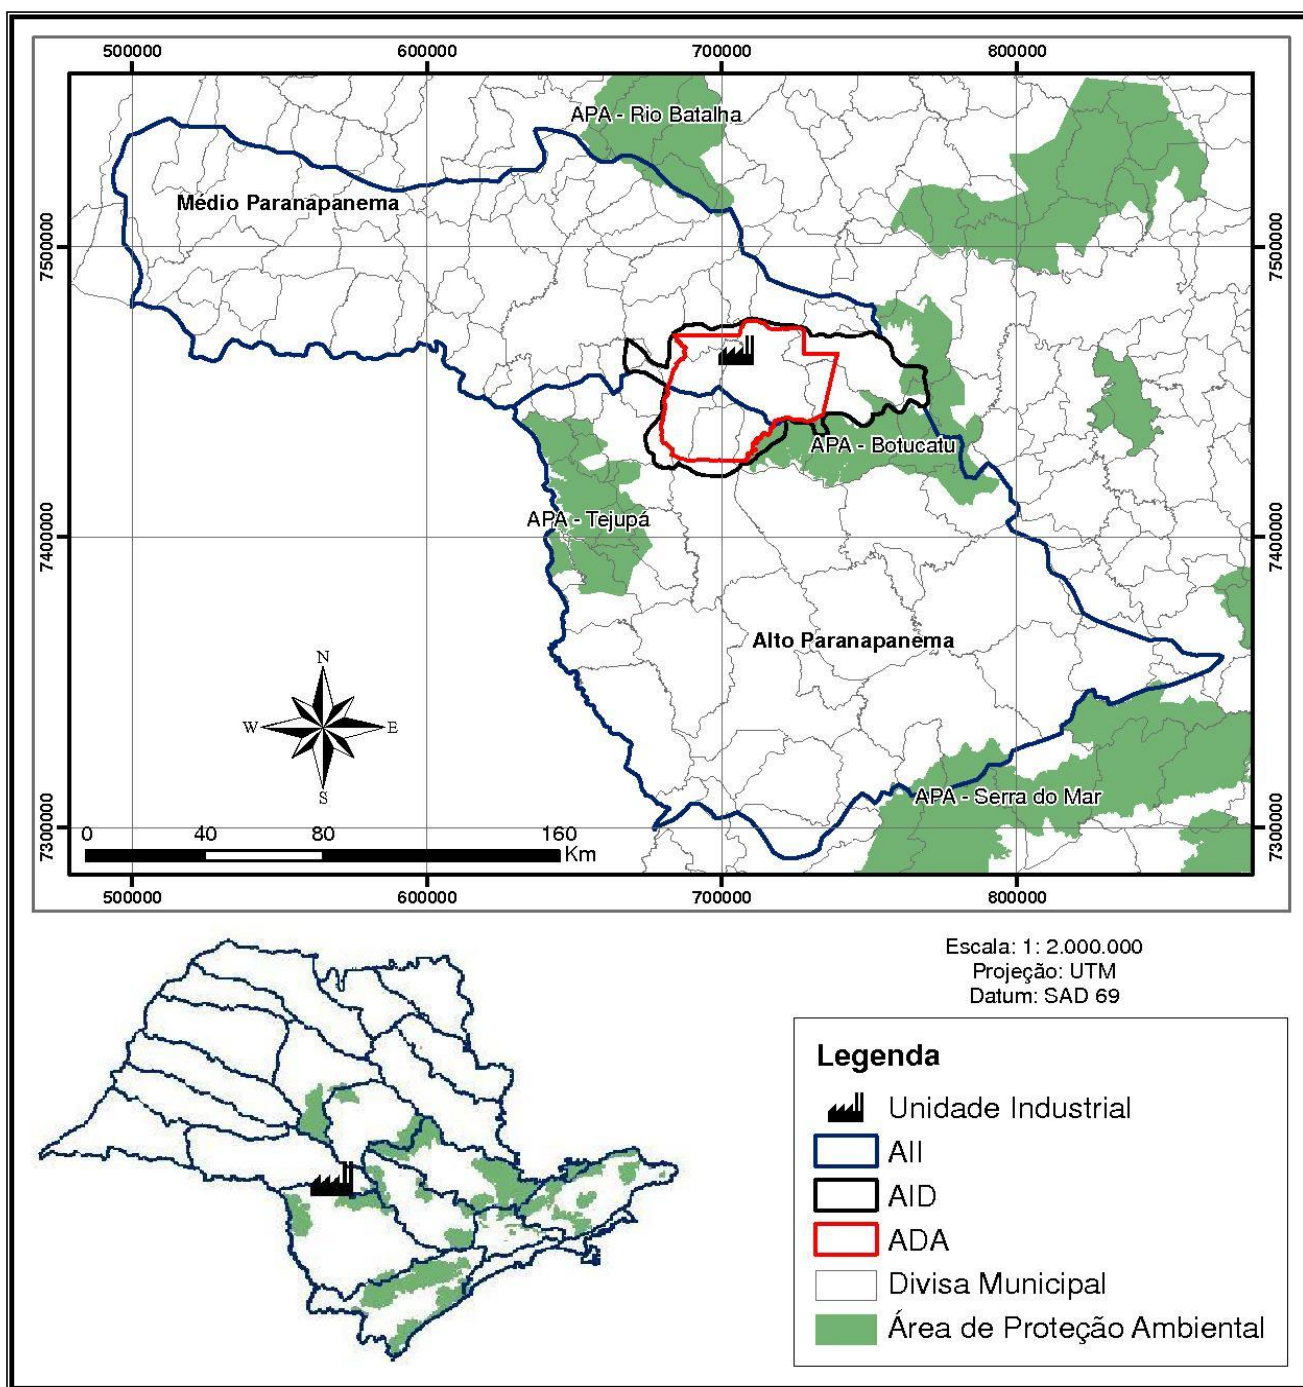 500000 600000 700000 800000
APA - Rio Batalha
Médio Paranapanema
7500000 7500000
APA - Botucatu
APA - Tejupá
7400000 7400000
Alto Paranapanema
N
W E
S
APA - Serra do Mar
7300000 7300000
0 40 80 160
Km
500000 600000 700000 800000
Escala: 1: 2.000.000
Projeção: UTM
Datum: SAD 69
Legenda
Unidade Industrial
AII
AID
ADA
Divisa Municipal
Área de Proteção Ambiental